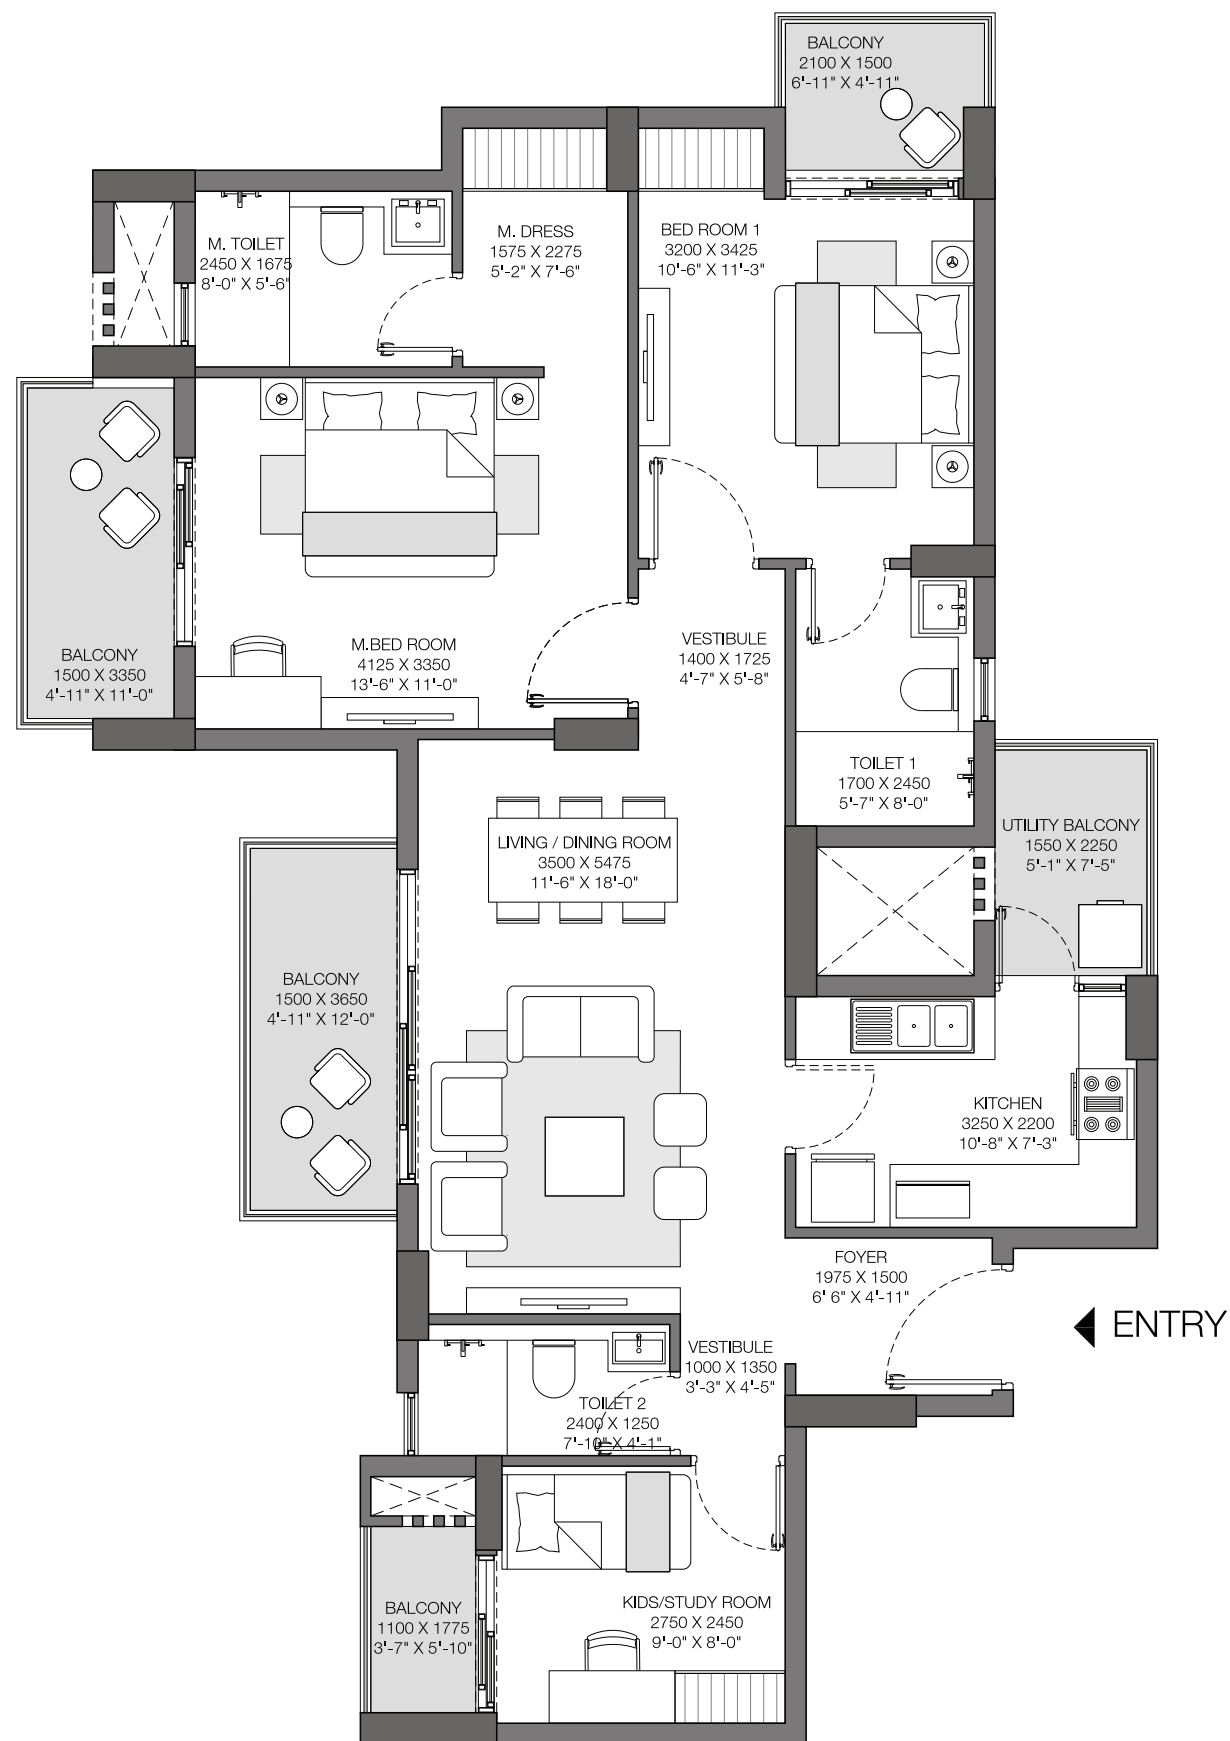 BALCONY
2100 X 1500
6'-11" X 4'-11"
M. TOILET
2450 X 1675
8'-0" X 5'-6"
M. DRESS
1575 X 2275
5'-2" X 7'-6"
BED ROOM 1
3200 X 3425
10'-6" X 11'-3"
BALCONY
1500 X 3350
4'-11" X 11'-0"
M.BED ROOM
4125 X 3350
13'-6" X 11'-0"
VESTIBULE
1400 X 1725
4'-7" X 5'-8"
TOILET 1
1700 X 2450
5'-7" X 8'-0"
LIVING / DINING ROOM
3500 X 5475
11'-6" X 18'-0"
UTILITY BALCONY
1550 X 2250
5'-1" X 7'-5"
BALCONY
1500 X 3650
4'-11" X 12'-0"
KITCHEN
3250 X 2200
10'-8" X 7'-3"
FOYER
1975 X 1500
6' 6" X 4'-11"
ENTRY
VESTIBULE
1000 X 1350
3'-3" X 4'-5"
TOILET 2
2400 X 1250
7'-10" X 4'-1"
BALCONY
1100 X 1775
3'-7" X 5'-10"
KIDS/STUDY ROOM
2750 X 2450
9'-0" X 8'-0"